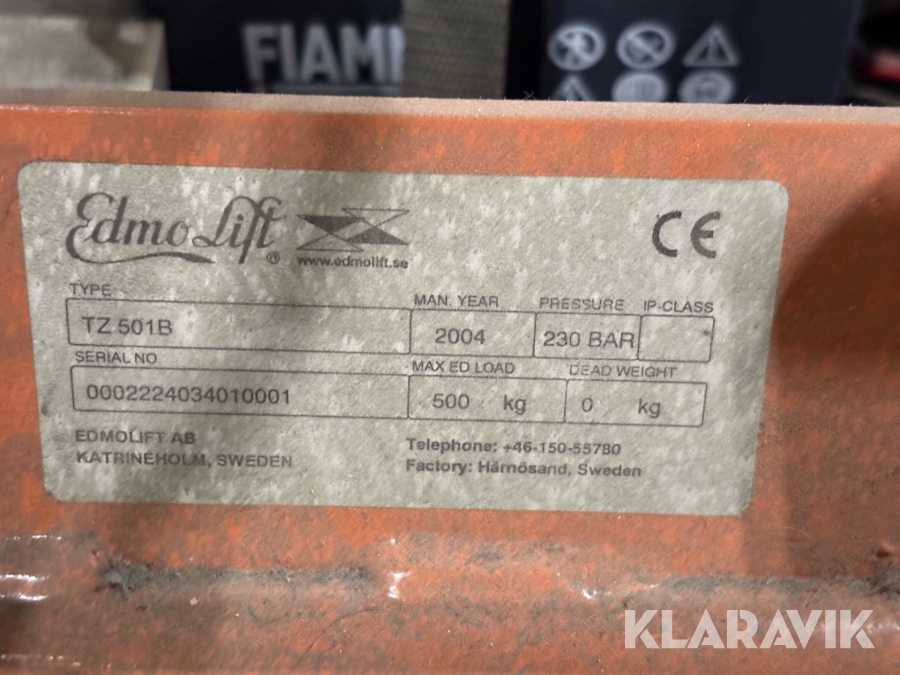 FIAMM
Edmo Lift ®
www.edmolift.se
CE
TYPE
TZ 501B
MAN. YEAR
2004
PRESSURE
230 BAR
IP-CLASS
SERIAL NO
0002224034010001
MAX ED LOAD
500 kg
DEAD WEIGHT
0 kg
EDMOLIFT AB
KATRINEHOLM, SWEDEN
Telephone: +46-150-55780
Factory: Härnösand, Sweden
KLARAVIK